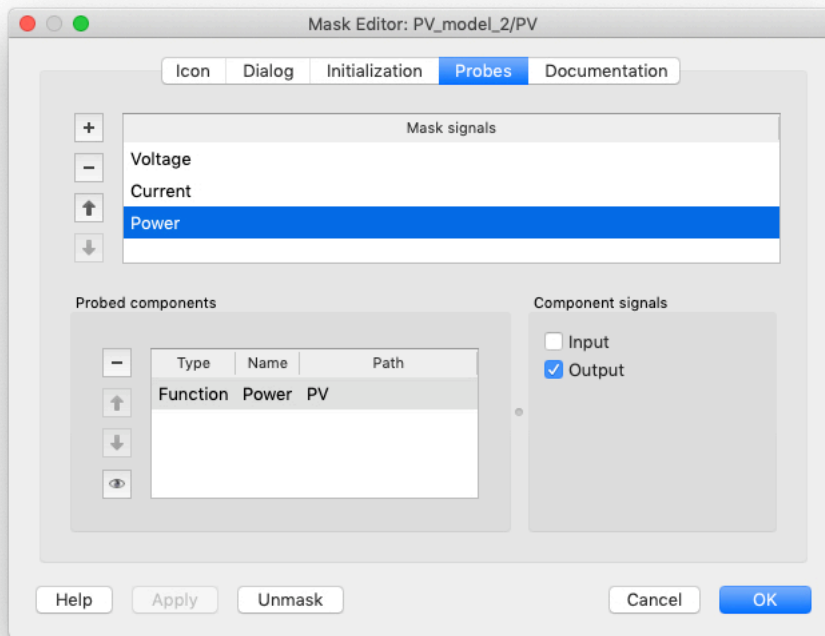 Mask Editor: PV_model_2/PV
Icon Dialog Initialization Probes Documentation
+ Mask signals
- Voltage
Current
Power
Probed components Component signals
- Type Name Path Input
Function Power PV Output
Help Apply Unmask Cancel OK